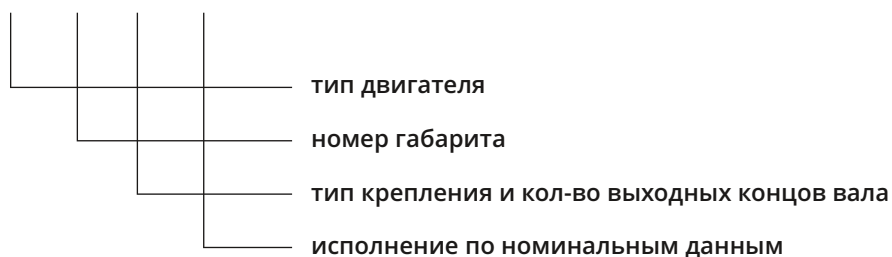 тип двигателя
номер габарита
тип крепления и кол-во выходных концов вала
исполнение по номинальным данным